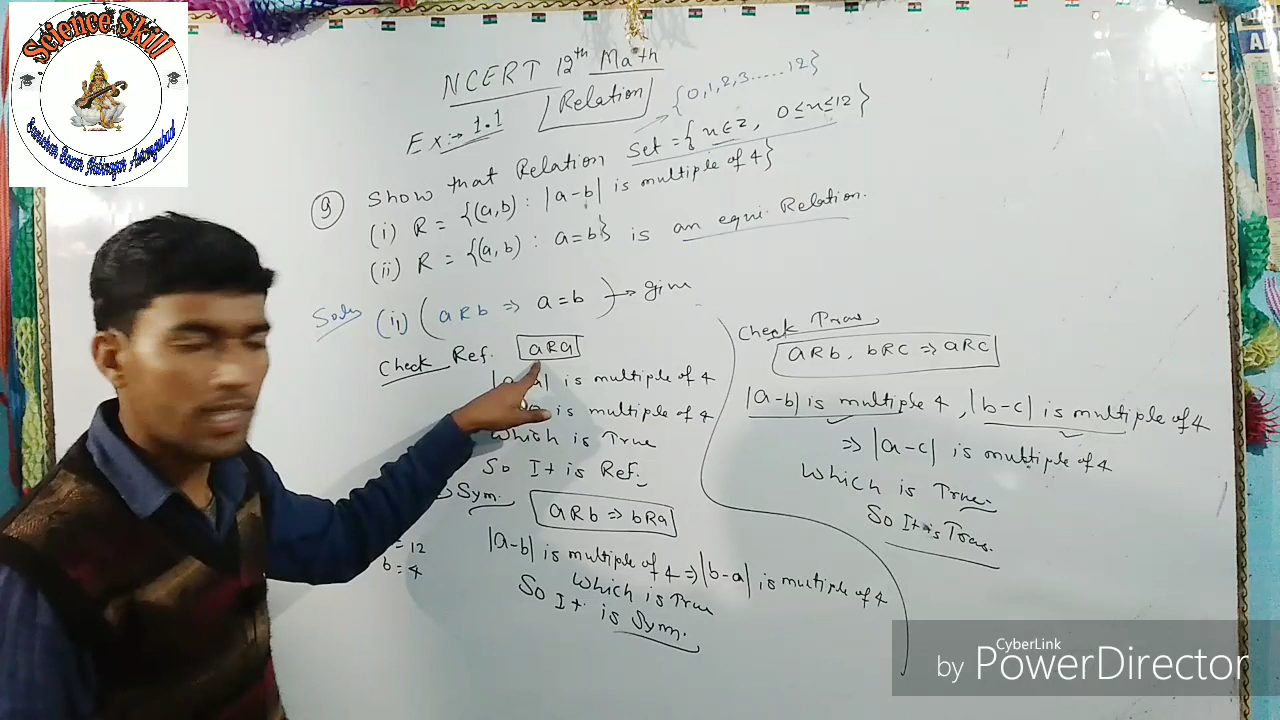 Science Skill
NCERT 12th Math
Relation
Ex:→ 1.1
{0,1,2,3.....12}
9 Show that Relation Set = { x∈Z, 0≤x≤12 }
(i) R = {(a,b) : |a-b| is multiple of 4}
(ii) R = {(a,b) : a=b} is an equi. Relation.
Soln (ii) ( aRb ⇒ a=b ) → given
Check Ref. aRa
is multiple of 4
is multiple of 4
Which is True
So It is Ref.
Sym. aRb ⇒ bRa
= 12
b = 4
|a-b| is multiple of 4 ⇒ |b-a| is multiple of 4
Which is True
So It is Sym.
Check Trans
aRb, bRc ⇒ aRc
|a-b| is multiple 4, |b-c| is multiple of 4
⇒ |a-c| is multiple of 4
Which is True.
So It is Trans.
CyberLink
by PowerDirector